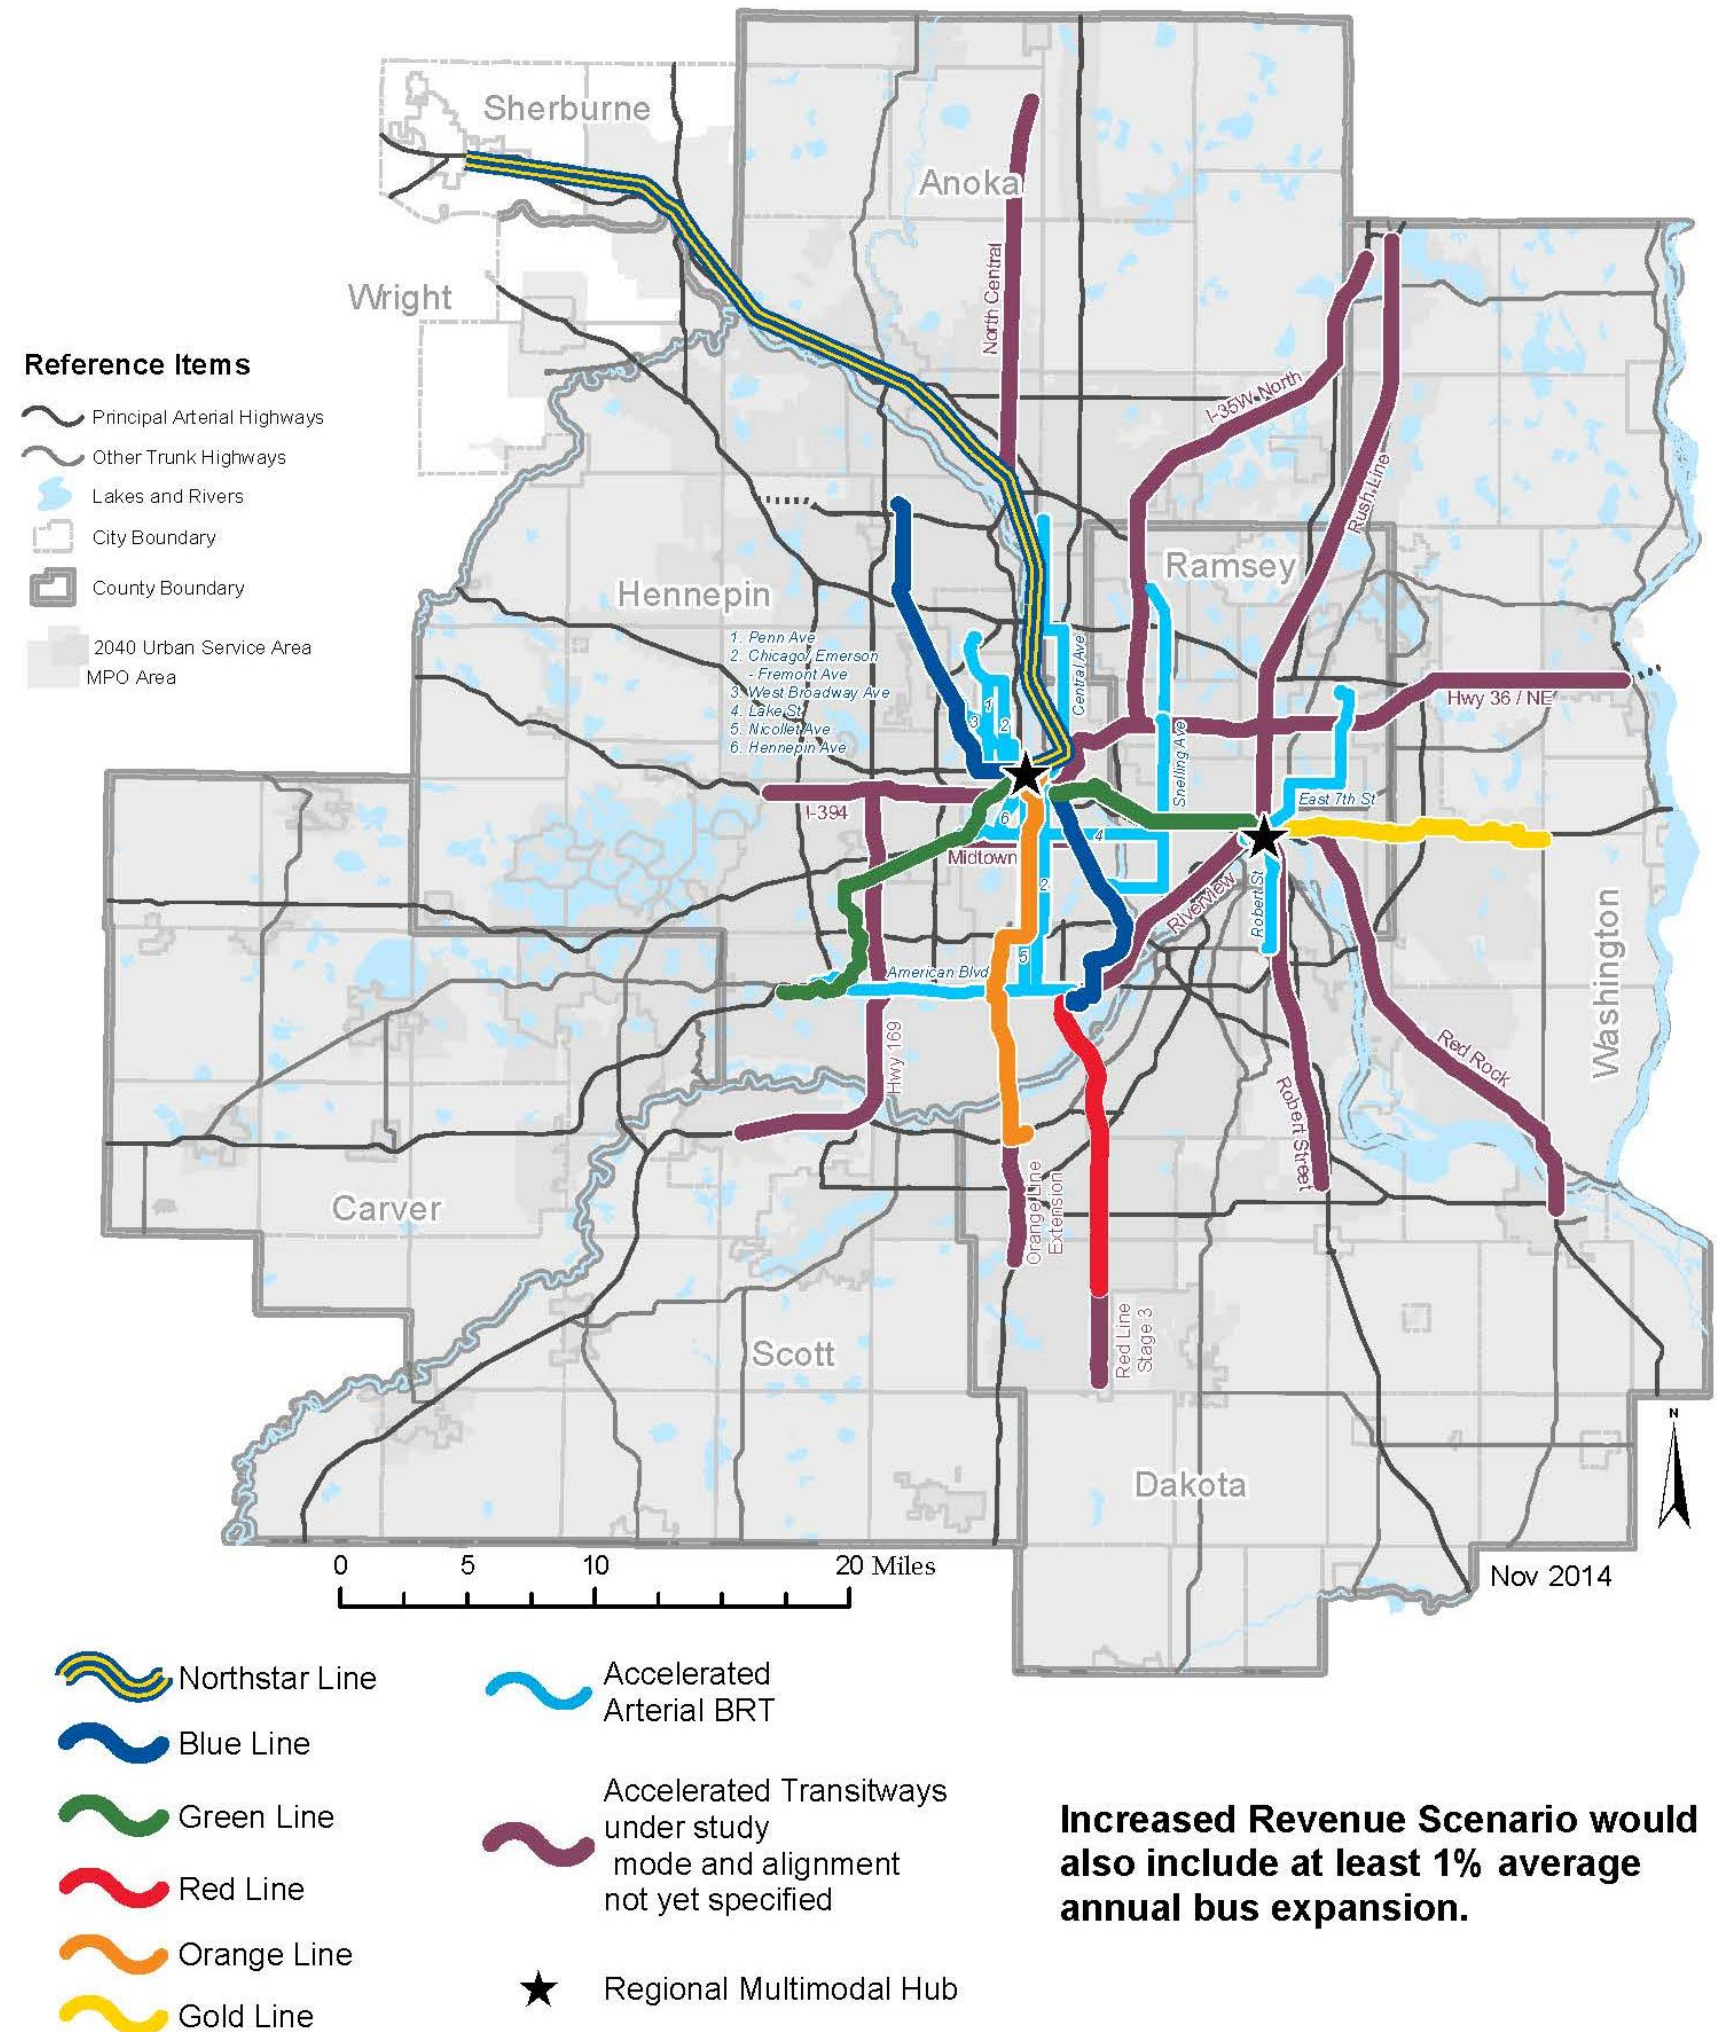 Sherburne
Anoka
Wright
North Central
Reference Items
Principal Arterial Highways
Other Trunk Highways
Lakes and Rivers
City Boundary
County Boundary
2040 Urban Service Area
MPO Area
I-35W North
Rush Line
Ramsey
Hennepin
1. Penn Ave
2. Chicago/ Emerson
- Fremont Ave
3. West Broadway Ave
4. Lake St
5. Nicollet Ave
6. Hennepin Ave
Central Ave
Hwy 36 / NE
1
3
2
Snelling Ave
East 7th St
I-394
6
4
Midtown
2
Riverview
Robert St
Washington
5
American Blvd
Hwy 169
Red Rock
Robert Street
Orange Line
Extension
Carver
Red Line
Stage 3
Scott
Dakota
N
0 5 10 20 Miles
Nov 2014
Northstar Line
Blue Line
Green Line
Red Line
Orange Line
Gold Line
Accelerated
Arterial BRT
Accelerated Transitways
under study
mode and alignment
not yet specified
Regional Multimodal Hub
Increased Revenue Scenario would
also include at least 1% average
annual bus expansion.